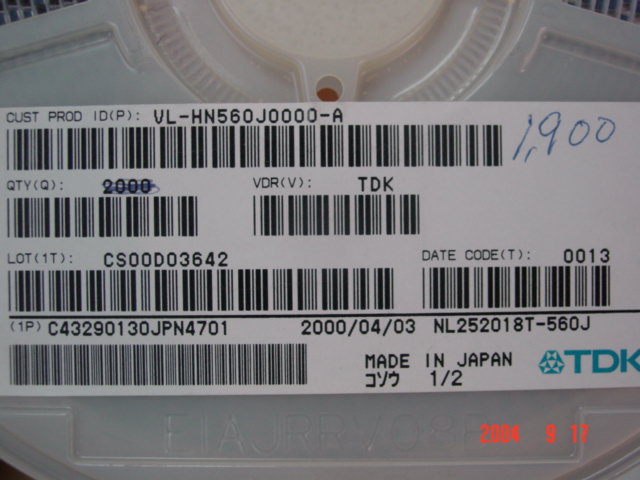 CUST PROD ID(P): VL-HN560J0000-A
1,900
QTY(Q): 2000 VDR(V): TDK
LOT(1T): CS00D03642 DATE CODE(T): 0013
(1P) C43290130JPN4701 2000/04/03 NL252018T-560J
MADE IN JAPAN TDK
コソウ 1/2
EIAJRRV08
2004 9 17